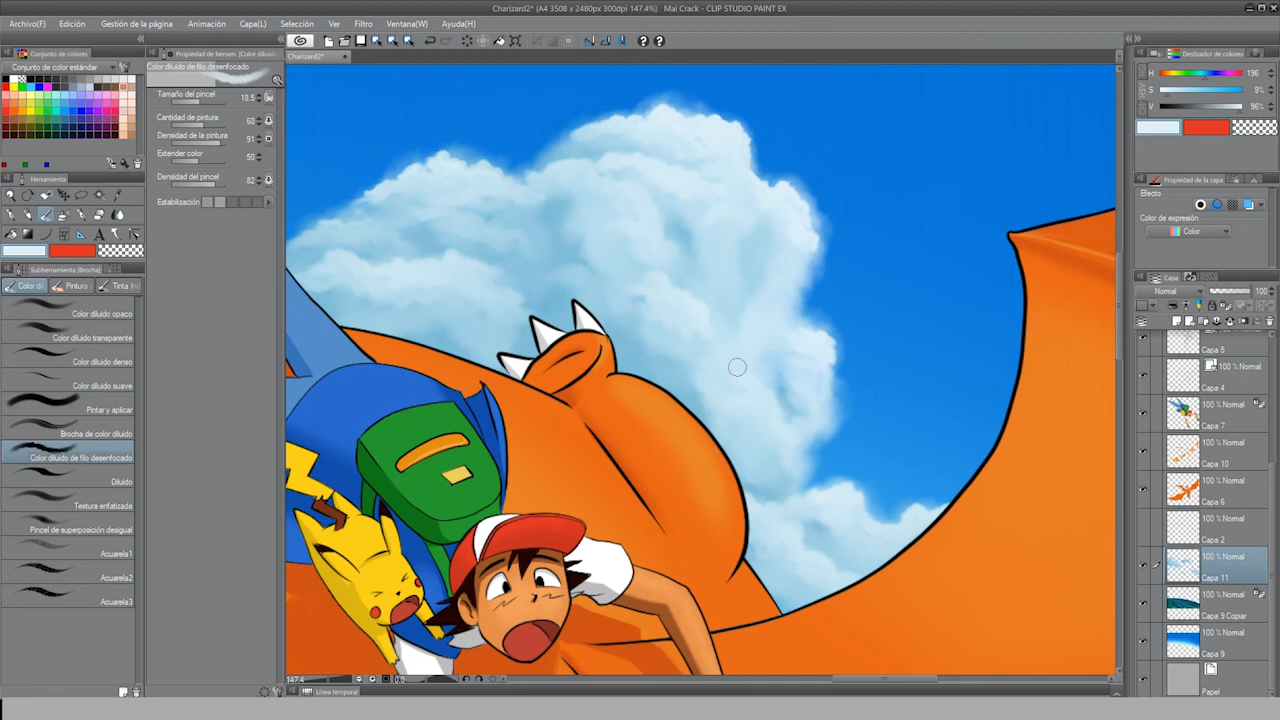 Charizard2* (A4 3508 x 2480px 300dpi 147.4%)   Mai Crack - CLIP STUDIO PAINT EX
Archivo(F) Edición Gestión de la página Animación Capa(L) Selección Ver Filtro Ventana(W) Ayuda(H)
Conjunto de colores
Conjunto de color estándar
Propiedad de herram. [Color diluido
Color diluido de filo desenfocado
Tamaño del pincel 18.5
Cantidad de pintura 60
Densidad de la pintura 91
Extender color 50
Densidad del pincel 82
Estabilización
Herramienta
Subherramienta [Brocha]
Color di Pintura Tinta In
Color diluido opaco
Color diluido transparente
Color diluido denso
Color diluido suave
Pintar y aplicar
Brocha de color diluido
Color diluido de filo desenfocado
Diluido
Textura enfatizada
Pincel de superposición desigual
Acuarela1
Acuarela2
Acuarela3
Charizard2*
147.4 0.0
Línea temporal
Deslizador de colores
HSV
H 196
S 9%
V 96%
Propiedad de la capa
Efecto
Color de expresión
Color
Capa
Normal 100
Capa 5
100 % Normal
Capa 4
100 % Normal
Capa 7
100 % Normal
Capa 10
100 % Normal
Capa 6
100 % Normal
Capa 2
100 % Normal
Capa 11
100 % Normal
Capa 9 Copiar
100 % Normal
Capa 9
Papel